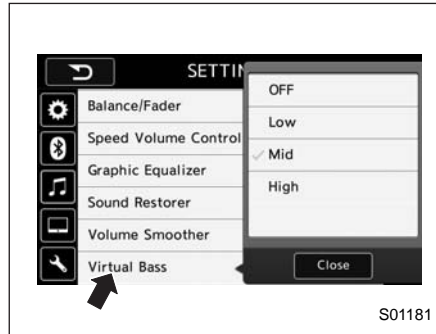 SETTIN
Balance/Fader
Speed Volume Control
Graphic Equalizer
Sound Restorer
Volume Smoother
Virtual Bass
OFF
Low
Mid
High
Close
S01181